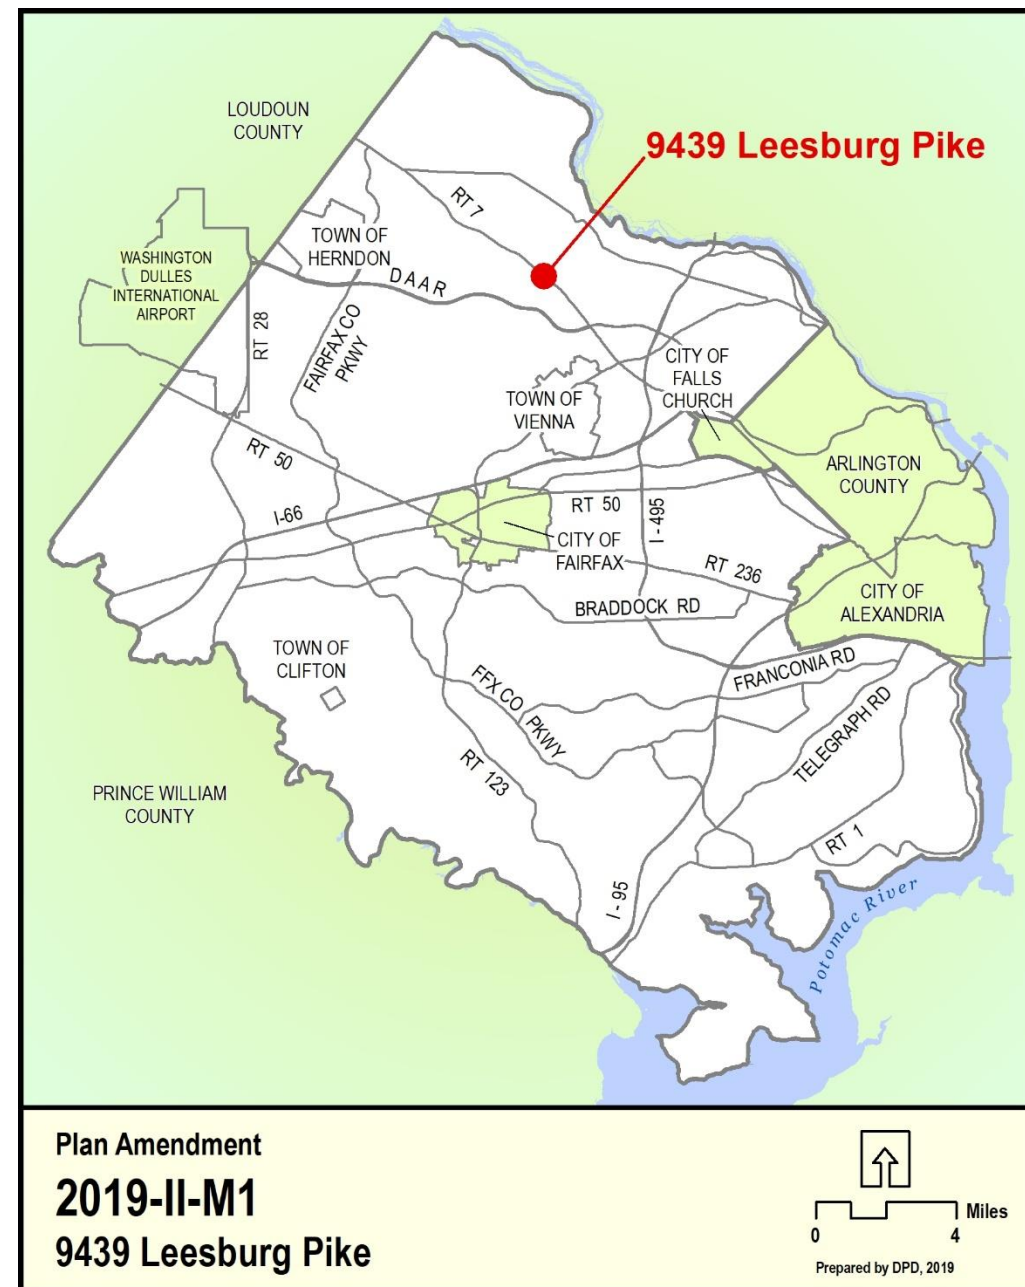 LOUDOUN
COUNTY
9439 Leesburg Pike
RT 7
TOWN OF
HERNDON
WASHINGTON
DULLES
INTERNATIONAL
AIRPORT
DAAR
RT 28
FAIRFAX CO
PKWY
CITY OF
FALLS
CHURCH
TOWN OF
VIENNA
RT 50
ARLINGTON
COUNTY
I-66
RT 50
I-495
CITY OF
FAIRFAX
RT 236
CITY OF
ALEXANDRIA
BRADDOCK RD
TOWN OF
CLIFTON
FRANCONIA RD
FFX CO PKWY
TELEGRAPH RD
RT 123
PRINCE WILLIAM
COUNTY
RT 1
I-95
Potomac River
Plan Amendment
2019-II-M1
9439 Leesburg Pike
Miles
0 4
Prepared by DPD, 2019